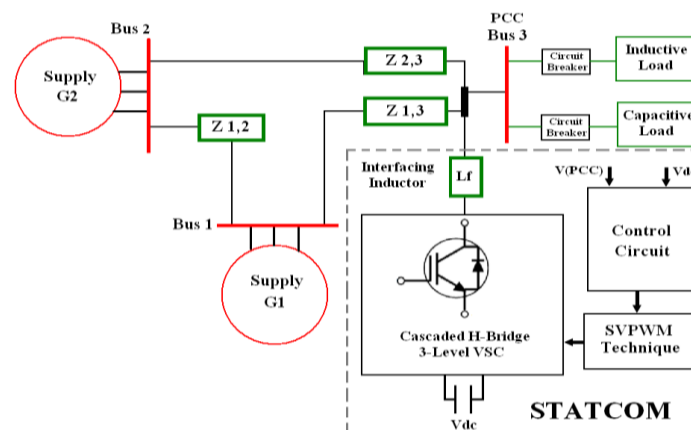 Bus 2
PCC
Bus 3
Supply
G2
Z 2,3
Z 1,3
Z 1,2
Circuit
Breaker
Inductive
Load
Circuit
Breaker
Capacitive
Load
Interfacing
Inductor
Lf
V(PCC)
Vd
Bus 1
Supply
G1
Control
Circuit
Cascaded H-Bridge
3-Level VSC
SVPWM
Technique
Vdc
STATCOM